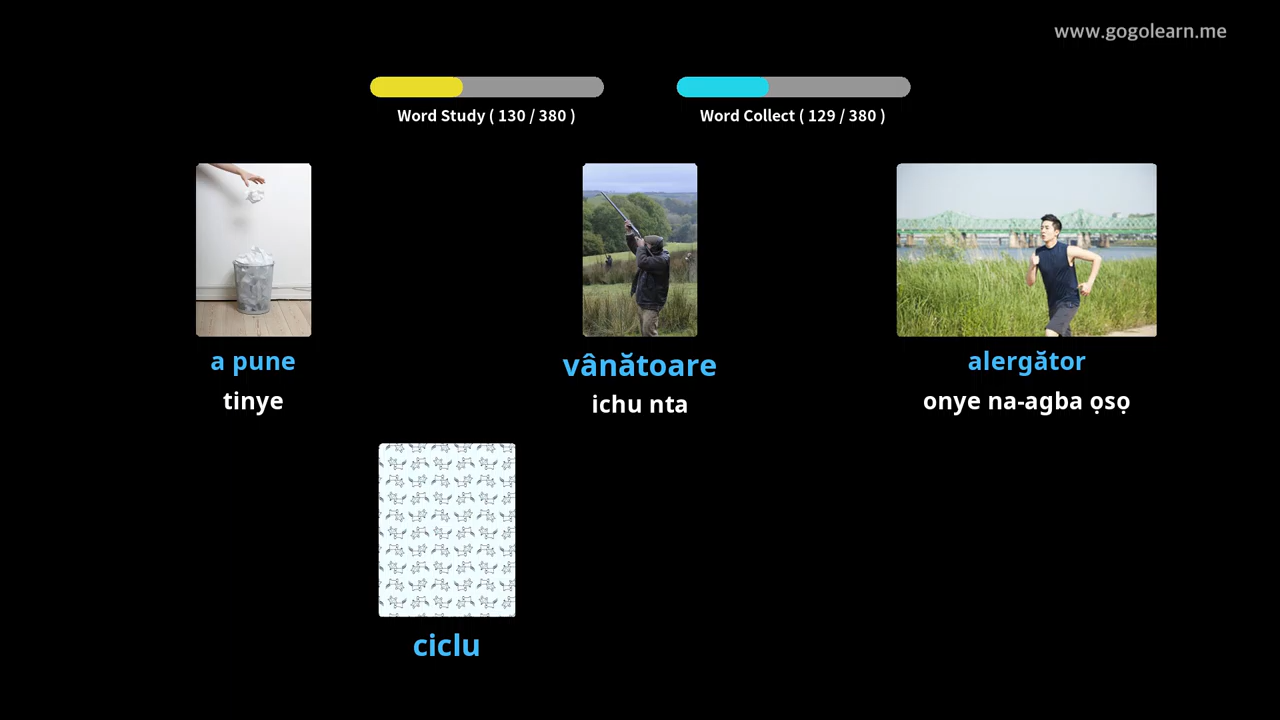 www.gogolearn.me
Word Study ( 130 / 380 )
Word Collect ( 129 / 380 )
a pune
tinye
vânătoare
ichu nta
alergător
onye na-agba ọsọ
ciclu